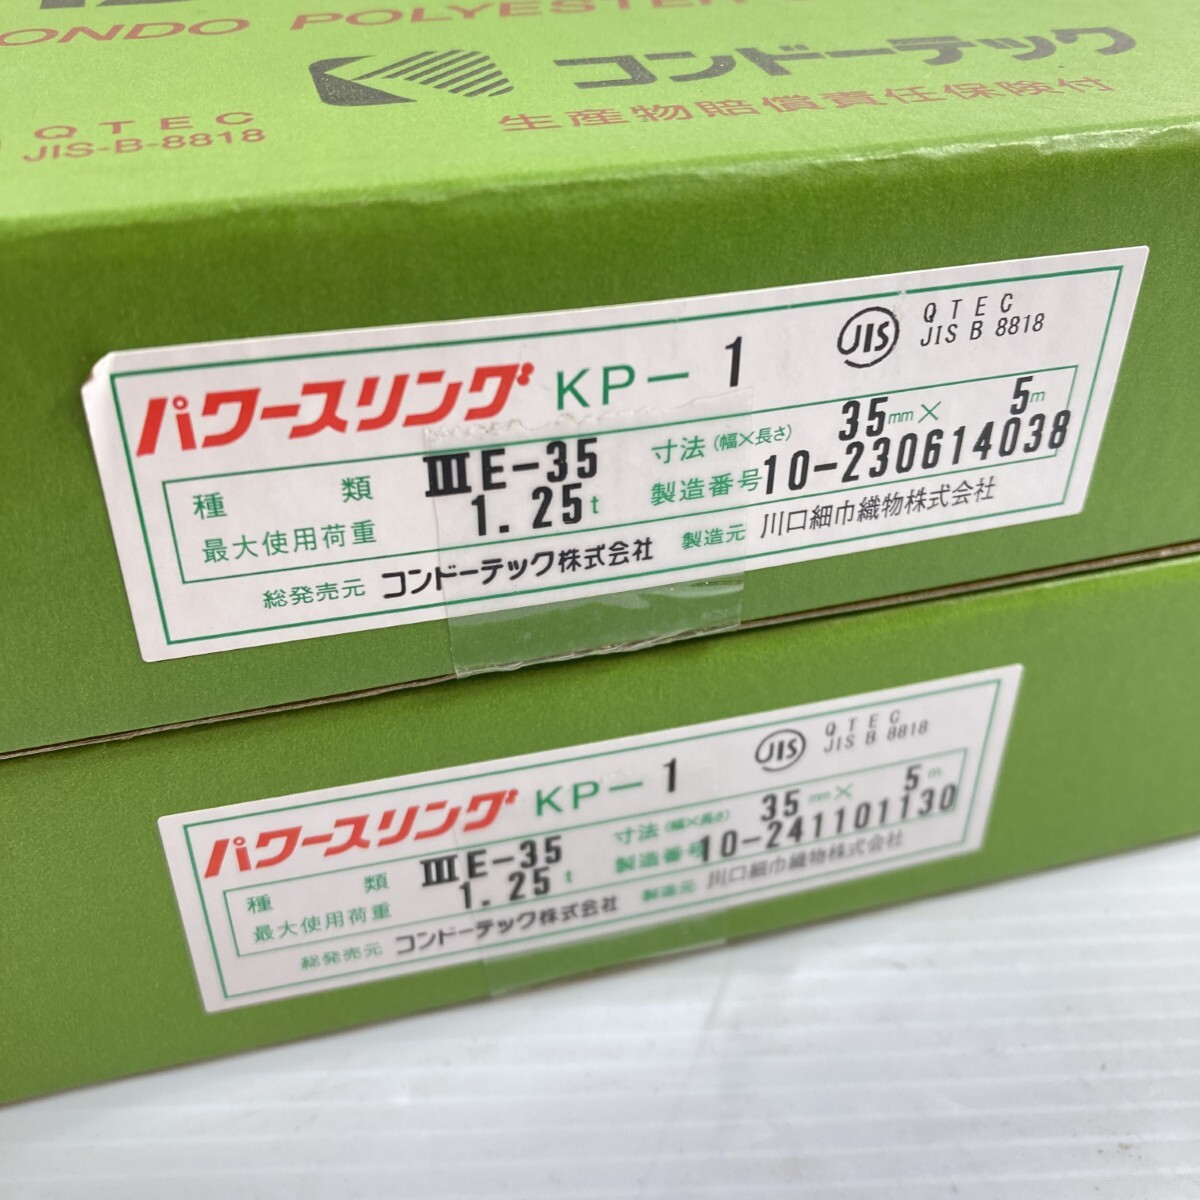 ONDO POLYESTER
コンドーテック
QTEC
JIS-B-8818
生産物賠償責任保険付
パワースリング KP-1
JIS QTEC
JIS B 8818
種類 ⅢE-35
寸法(幅×長さ) 35mm× 5m
最大使用荷重 1.25t
製造番号 10-230614038
総発売元 コンドーテック株式会社
製造元 川口細巾織物株式会社
パワースリング KP-1
JIS QTEC
JIS B 8818
種類 ⅢE-35
寸法(幅×長さ) 35mm× 5m
最大使用荷重 1.25t
製造番号 10-241101130
総発売元 コンドーテック株式会社
製造元 川口細巾織物株式会社